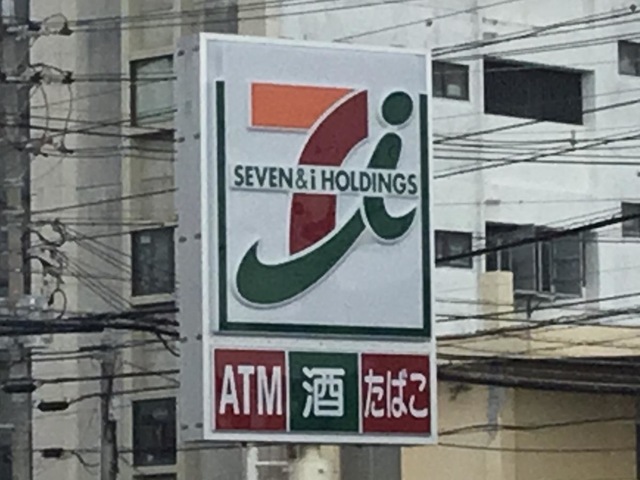 SEVEN&i HOLDINGS
ATM 酒 たばこ